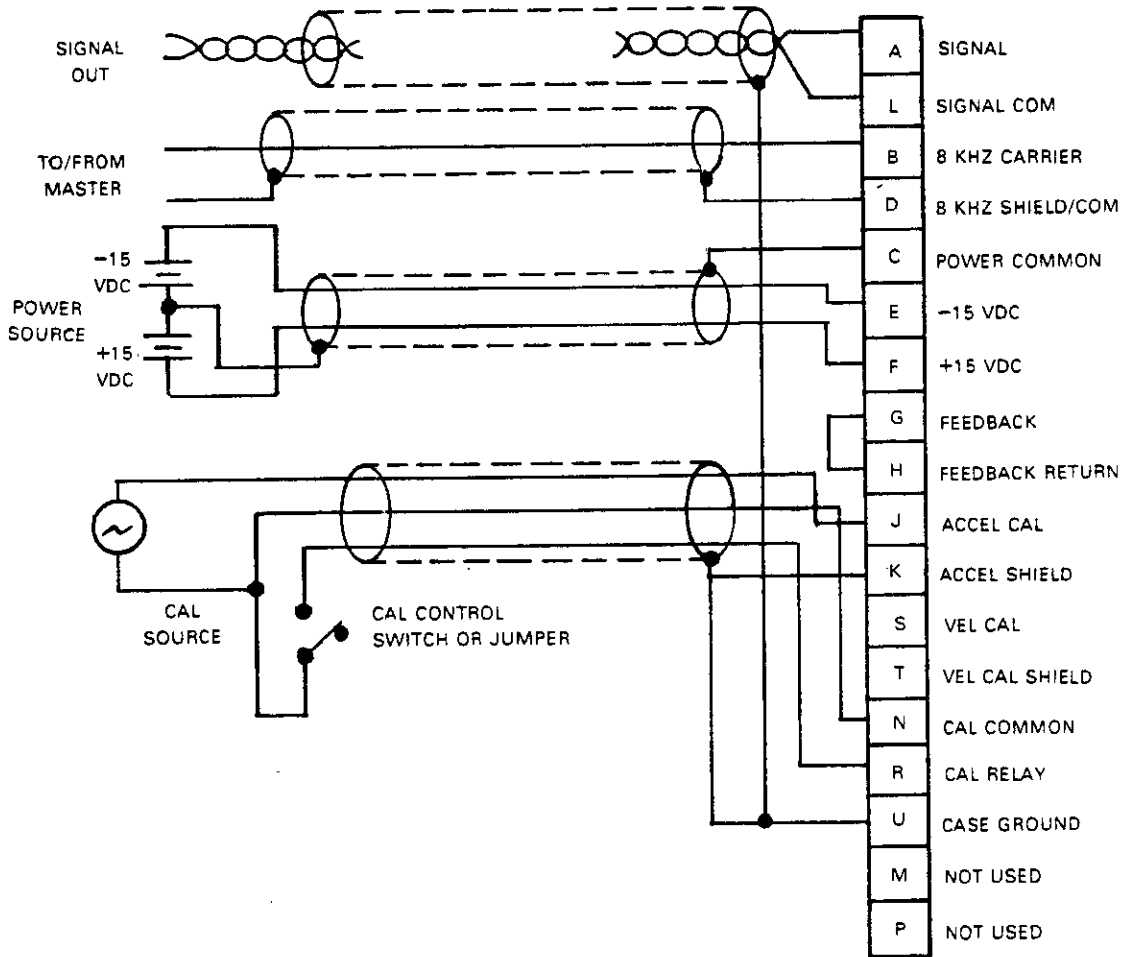 SIGNAL
OUT
A SIGNAL
L SIGNAL COM
TO/FROM
MASTER
B 8 KHZ CARRIER
D 8 KHZ SHIELD/COM
-15
VDC
POWER
SOURCE
+15
VDC
C POWER COMMON
E -15 VDC
F +15 VDC
G FEEDBACK
H FEEDBACK RETURN
J ACCEL CAL
K ACCEL SHIELD
CAL
SOURCE
CAL CONTROL
SWITCH OR JUMPER
S VEL CAL
T VEL CAL SHIELD
N CAL COMMON
R CAL RELAY
U CASE GROUND
M NOT USED
P NOT USED